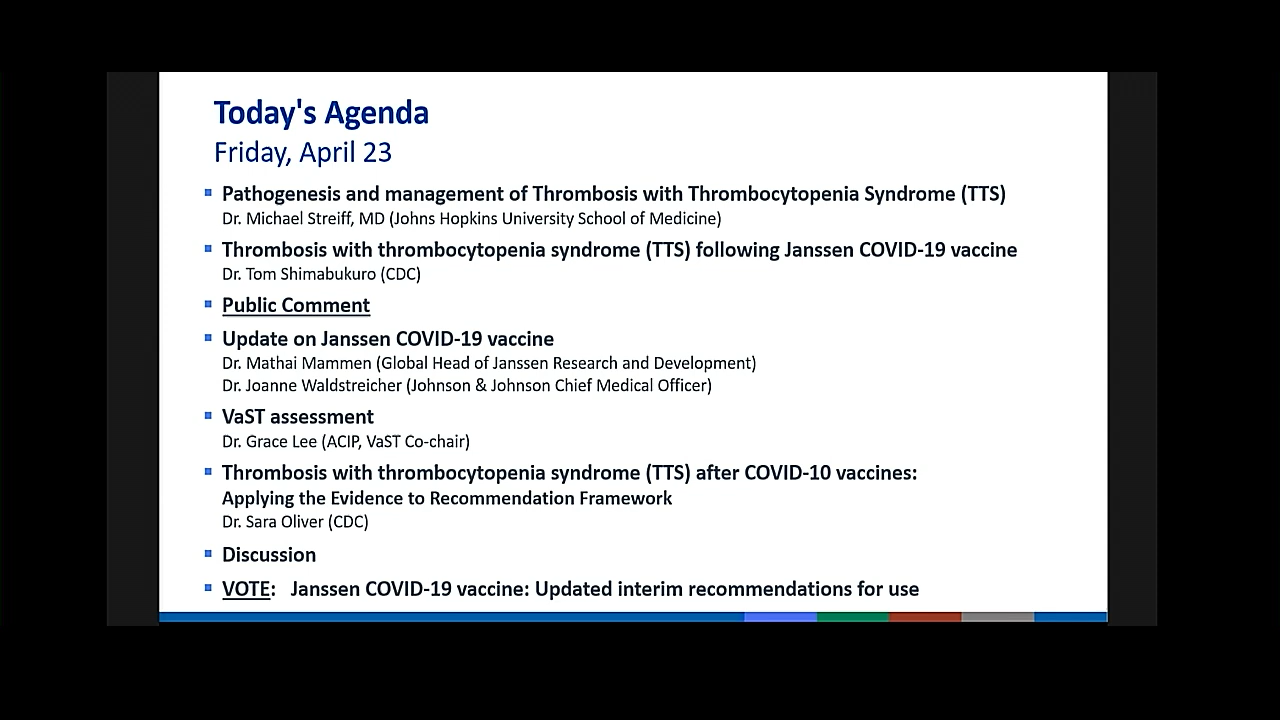 Today's Agenda
Friday, April 23
Pathogenesis and management of Thrombosis with Thrombocytopenia Syndrome (TTS)
Dr. Michael Streiff, MD (Johns Hopkins University School of Medicine)
Thrombosis with thrombocytopenia syndrome (TTS) following Janssen COVID-19 vaccine
Dr. Tom Shimabukuro (CDC)
Public Comment
Update on Janssen COVID-19 vaccine
Dr. Mathai Mammen (Global Head of Janssen Research and Development)
Dr. Joanne Waldstreicher (Johnson & Johnson Chief Medical Officer)
VaST assessment
Dr. Grace Lee (ACIP, VaST Co-chair)
Thrombosis with thrombocytopenia syndrome (TTS) after COVID-10 vaccines:
Applying the Evidence to Recommendation Framework
Dr. Sara Oliver (CDC)
Discussion
VOTE: Janssen COVID-19 vaccine: Updated interim recommendations for use